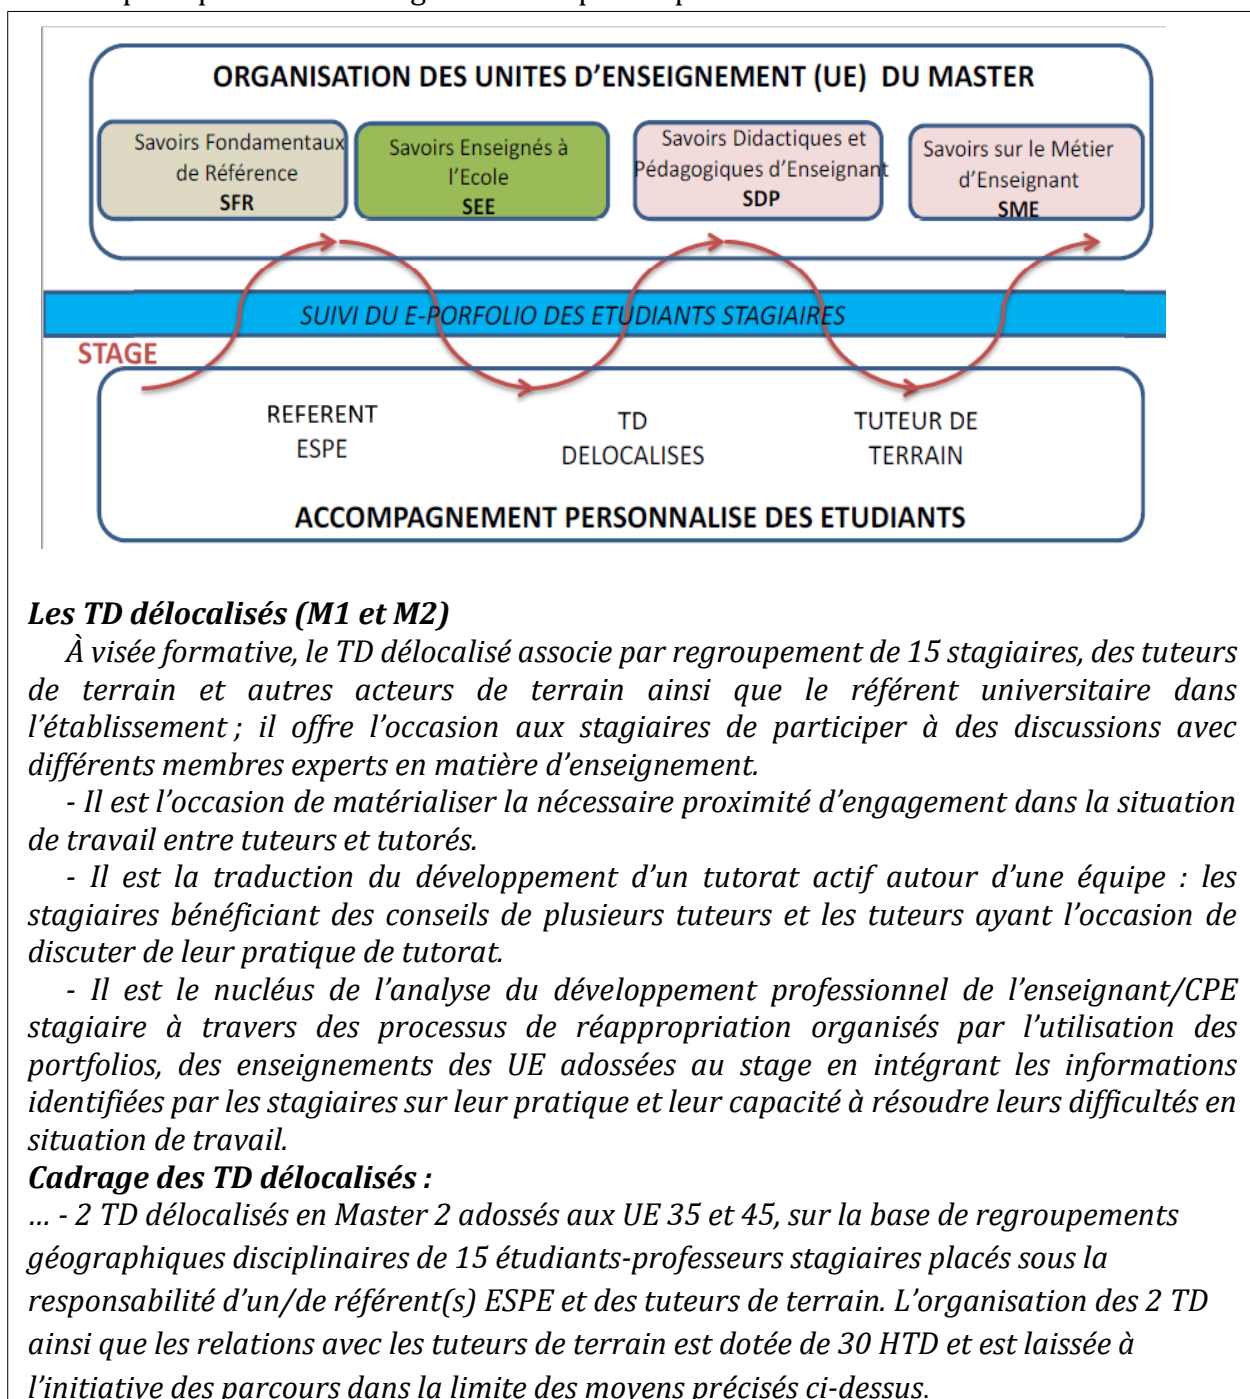 ORGANISATION DES UNITES D’ENSEIGNEMENT (UE) DU MASTER
Savoirs Fondamentaux
de Référence
SFR
Savoirs Enseignés à
l’Ecole
SEE
Savoirs Didactiques et
Pédagogiques d’Enseignant
SDP
Savoirs sur le Métier
d’Enseignant
SME
SUIVI DU E-PORFOLIO DES ETUDIANTS STAGIAIRES
STAGE
REFERENT
ESPE
TD
DELOCALISES
TUTEUR DE
TERRAIN
ACCOMPAGNEMENT PERSONNALISE DES ETUDIANTS
Les TD délocalisés (M1 et M2)
À visée formative, le TD délocalisé associe par regroupement de 15 stagiaires, des tuteurs
de terrain et autres acteurs de terrain ainsi que le référent universitaire dans
l’établissement ; il offre l’occasion aux stagiaires de participer à des discussions avec
différents membres experts en matière d’enseignement.
- Il est l’occasion de matérialiser la nécessaire proximité d’engagement dans la situation
de travail entre tuteurs et tutorés.
- Il est la traduction du développement d’un tutorat actif autour d’une équipe : les
stagiaires bénéficiant des conseils de plusieurs tuteurs et les tuteurs ayant l’occasion de
discuter de leur pratique de tutorat.
- Il est le nucléus de l’analyse du développement professionnel de l’enseignant/CPE
stagiaire à travers des processus de réappropriation organisés par l’utilisation des
portfolios, des enseignements des UE adossées au stage en intégrant les informations
identifiées par les stagiaires sur leur pratique et leur capacité à résoudre leurs difficultés en
situation de travail.
Cadrage des TD délocalisés :
… - 2 TD délocalisés en Master 2 adossés aux UE 35 et 45, sur la base de regroupements
géographiques disciplinaires de 15 étudiants-professeurs stagiaires placés sous la
responsabilité d’un/de référent(s) ESPE et des tuteurs de terrain. L’organisation des 2 TD
ainsi que les relations avec les tuteurs de terrain est dotée de 30 HTD et est laissée à
l’initiative des parcours dans la limite des moyens précisés ci-dessus.